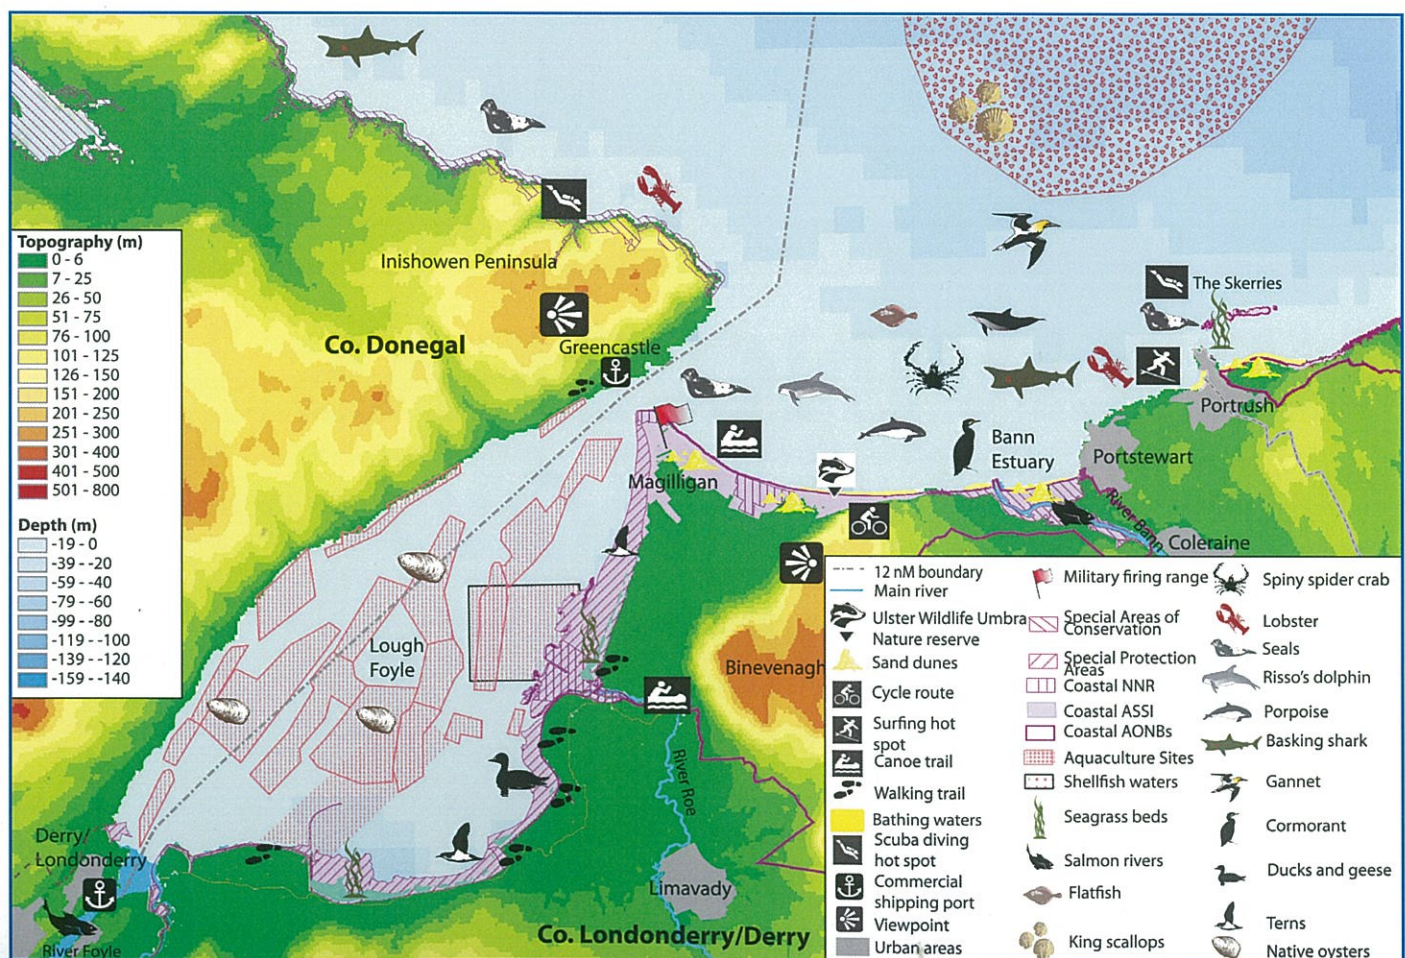 Inishowen Peninsula
Co. Donegal
Greencastle
The Skerries
Portrush
Portstewart
Bann
Estuary
River Bann
Coleraine
Magilligan
Lough
Foyle
Binevenagh
River Roe
Limavady
Derry/
Londonderry
River Foyle
Co. Londonderry/Derry
Topography (m)
0 - 6
7 - 25
26 - 50
51 - 75
76 - 100
101 - 125
126 - 150
151 - 200
201 - 250
251 - 300
301 - 400
401 - 500
501 - 800
Depth (m)
-19 - 0
-39 - -20
-59 - -40
-79 - -60
-99 - -80
-119 - -100
-139 - -120
-159 - -140
12 nM boundary
Main river
Ulster Wildlife Umbra
Nature reserve
Sand dunes
Cycle route
Surfing hot
spot
Canoe trail
Walking trail
Bathing waters
Scuba diving
hot spot
Commercial
shipping port
Viewpoint
Urban areas
Military firing range
Special Areas of
Conservation
Special Protection
Areas
Coastal NNR
Coastal ASSI
Coastal AONBs
Aquaculture Sites
Shellfish waters
Seagrass beds
Salmon rivers
Flatfish
King scallops
Spiny spider crab
Lobster
Seals
Risso's dolphin
Porpoise
Basking shark
Gannet
Cormorant
Ducks and geese
Terns
Native oysters